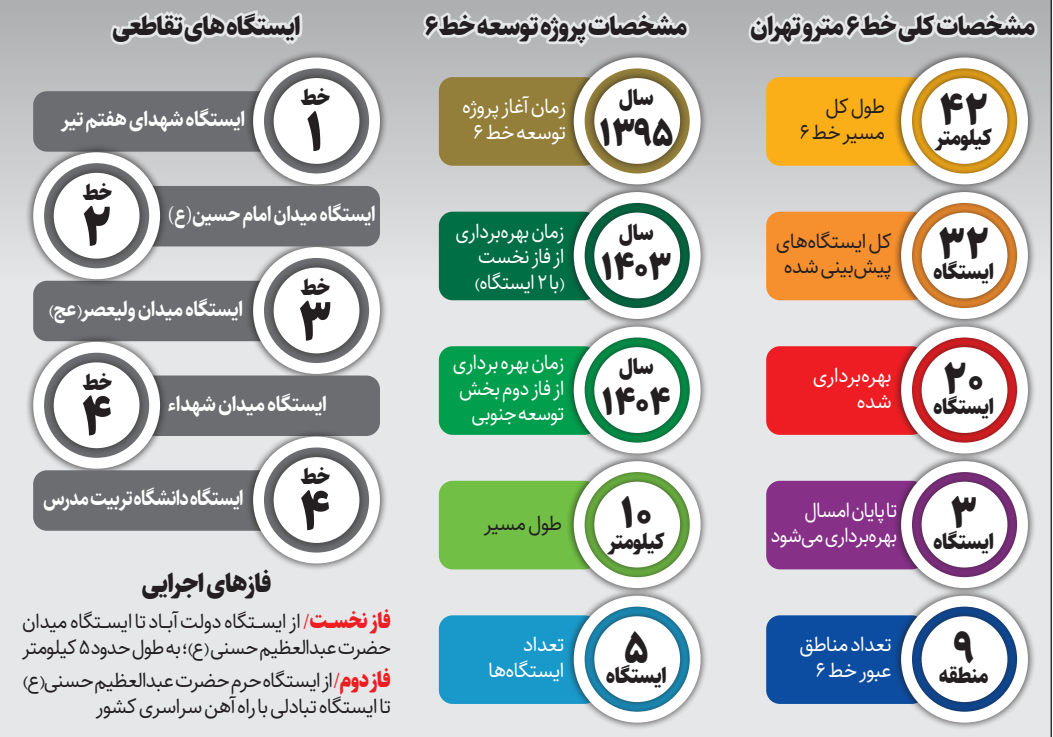 مشخصات کلی خط ۶ مترو تهران
۴۲
کیلومتر
طول کل
مسیر خط ۶
۳۲
ایستگاه
کل ایستگاه‌های
پیش‌بینی شده
۲۰
ایستگاه
بهره‌برداری
شده
۳
ایستگاه
تا پایان امسال
بهره‌برداری می‌شود
۹
منطقه
تعداد مناطق
عبور خط ۶
مشخصات پروژه توسعه خط ۶
سال
۱۳۹۵
زمان آغاز پروژه
توسعه خط ۶
سال
۱۴۰۳
زمان بهره‌برداری
از فاز نخست
(با ۲ ایستگاه)
سال
۱۴۰۴
زمان بهره برداری
از فاز دوم بخش
توسعه جنوبی
۱۰
کیلومتر
طول مسیر
۵
ایستگاه
تعداد
ایستگاه‌ها
ایستگاه های تقاطعی
خط
۱
ایستگاه شهدای هفتم تیر
خط
۲
ایستگاه میدان امام حسین(ع)
خط
۳
ایستگاه میدان ولیعصر(عج)
خط
۴
ایستگاه میدان شهداء
خط
۴
ایستگاه دانشگاه تربیت مدرس
فازهای اجرایی
فاز نخست/ از ایستگاه دولت آباد تا ایستگاه میدان
حضرت عبدالعظیم حسنی (ع)؛ به طول حدود ۵ کیلومتر
فاز دوم/ از ایستگاه حرم حضرت عبدالعظیم حسنی(ع)
تا ایستگاه تبادلی با راه آهن سراسری کشور